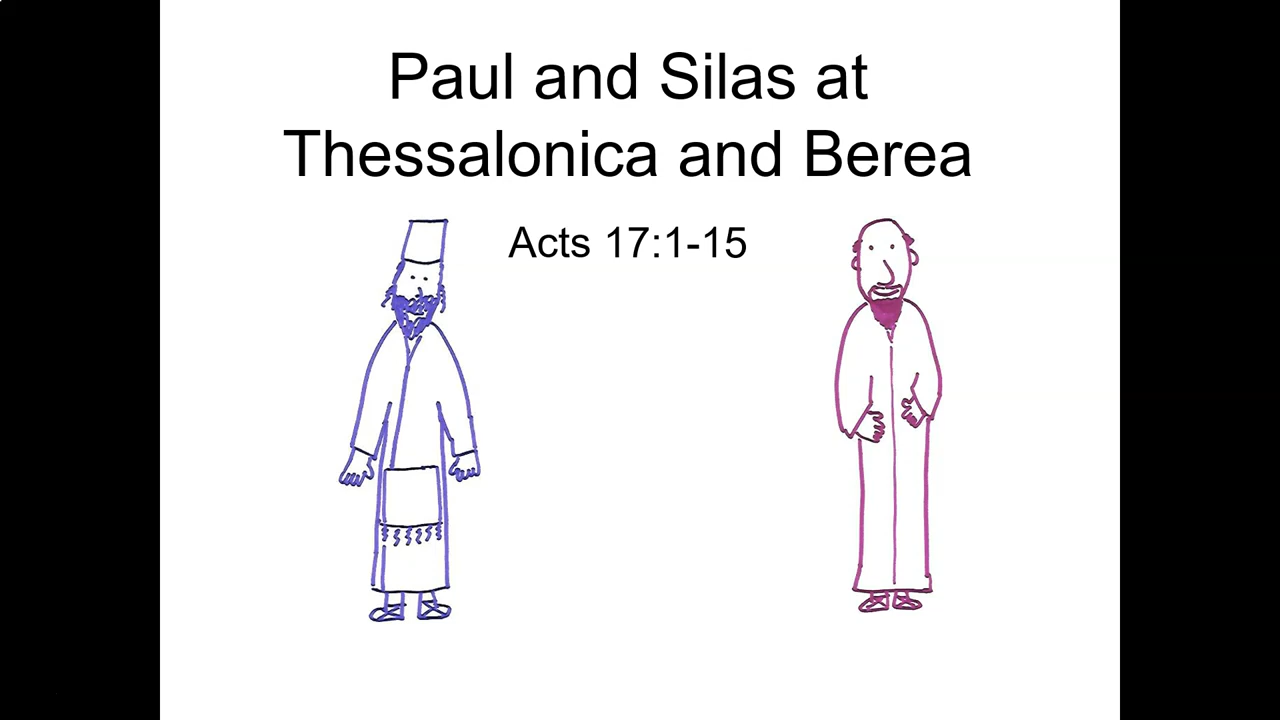 Paul and Silas at
Thessalonica and Berea
Acts 17:1-15